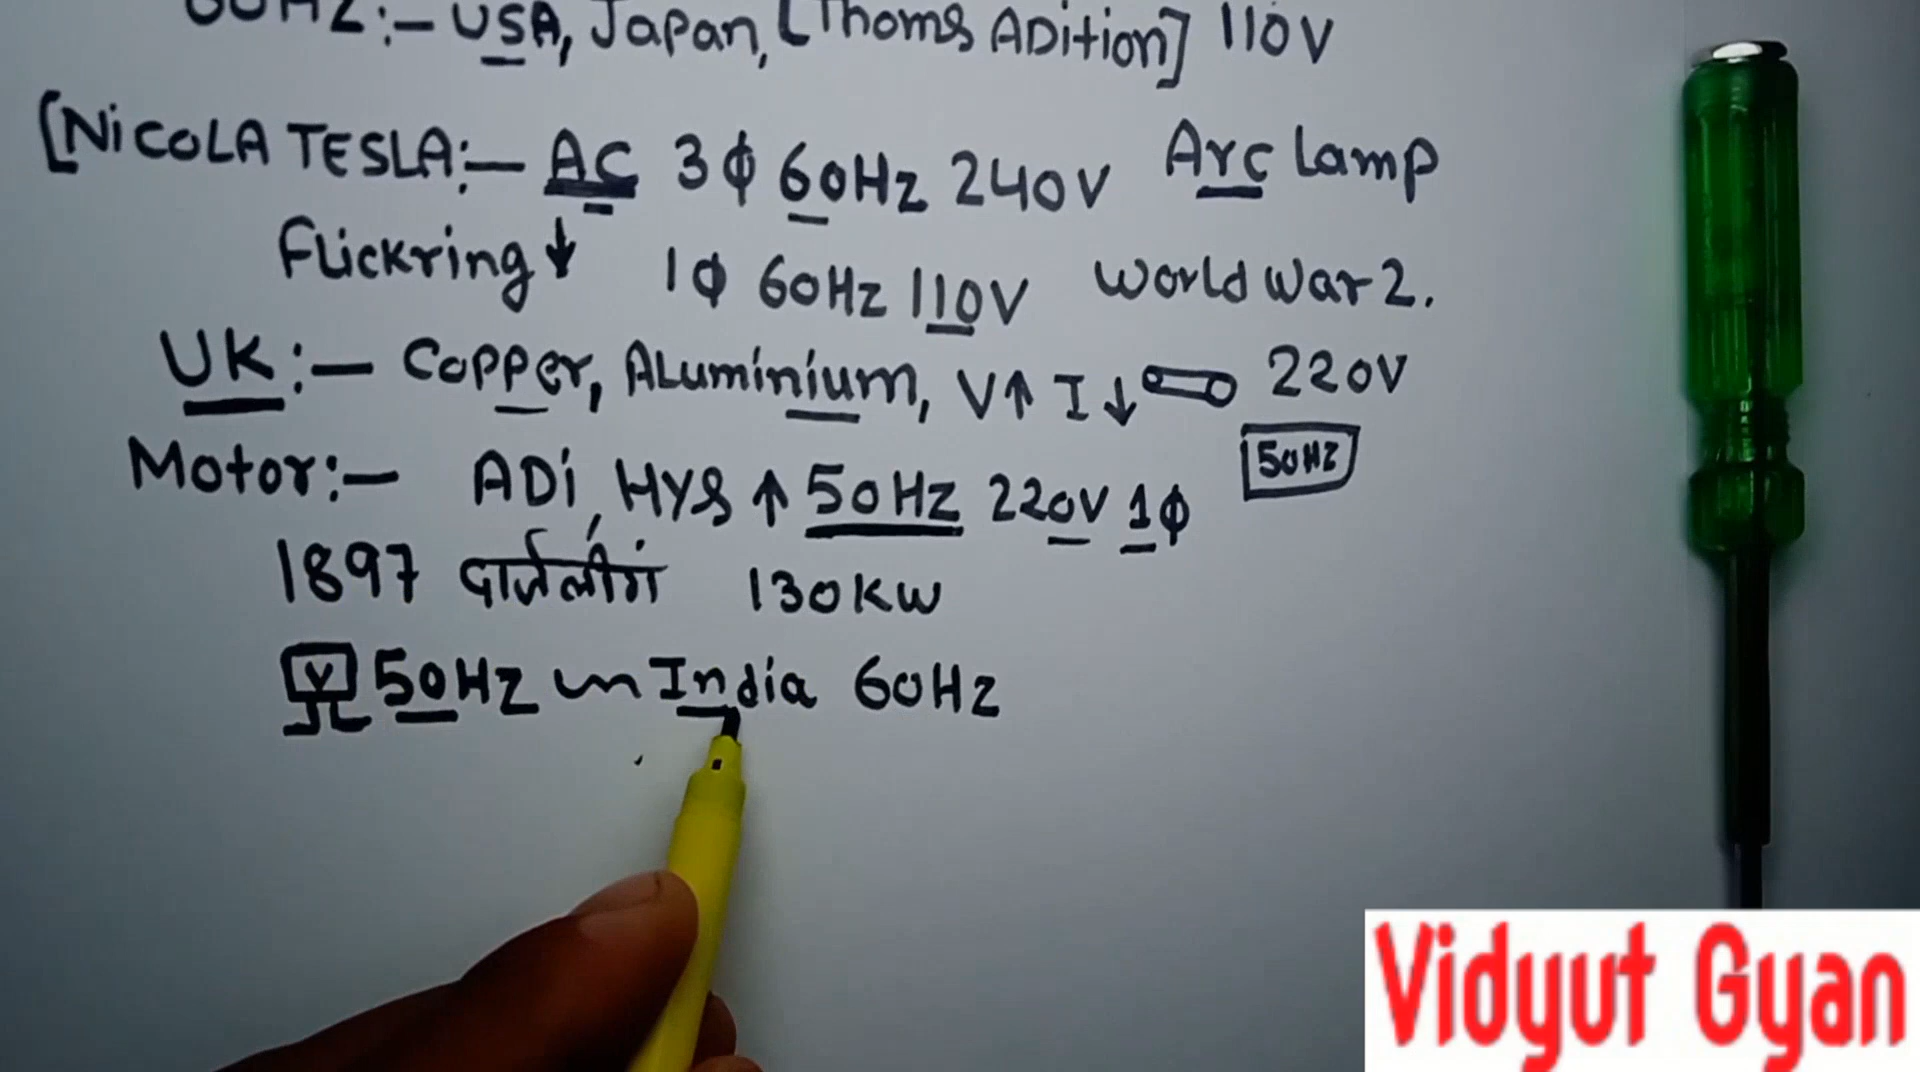 60HZ:- USA, Japan, [Thoms ADition] 110V
[NiCOLA TESLA:- AC 3ϕ 60HZ 240V Arc Lamp
FLickring ↓ 1ϕ 60HZ 110V World War 2.
UK:- Copper, ALuminium, V↑ I↓ 220V
Motor:- ADi, HYS ↑ 50HZ 220V 1ϕ 50HZ
1897 दार्जलींग 130KW
V 50HZ in India 60HZ
Vidyut Gyan